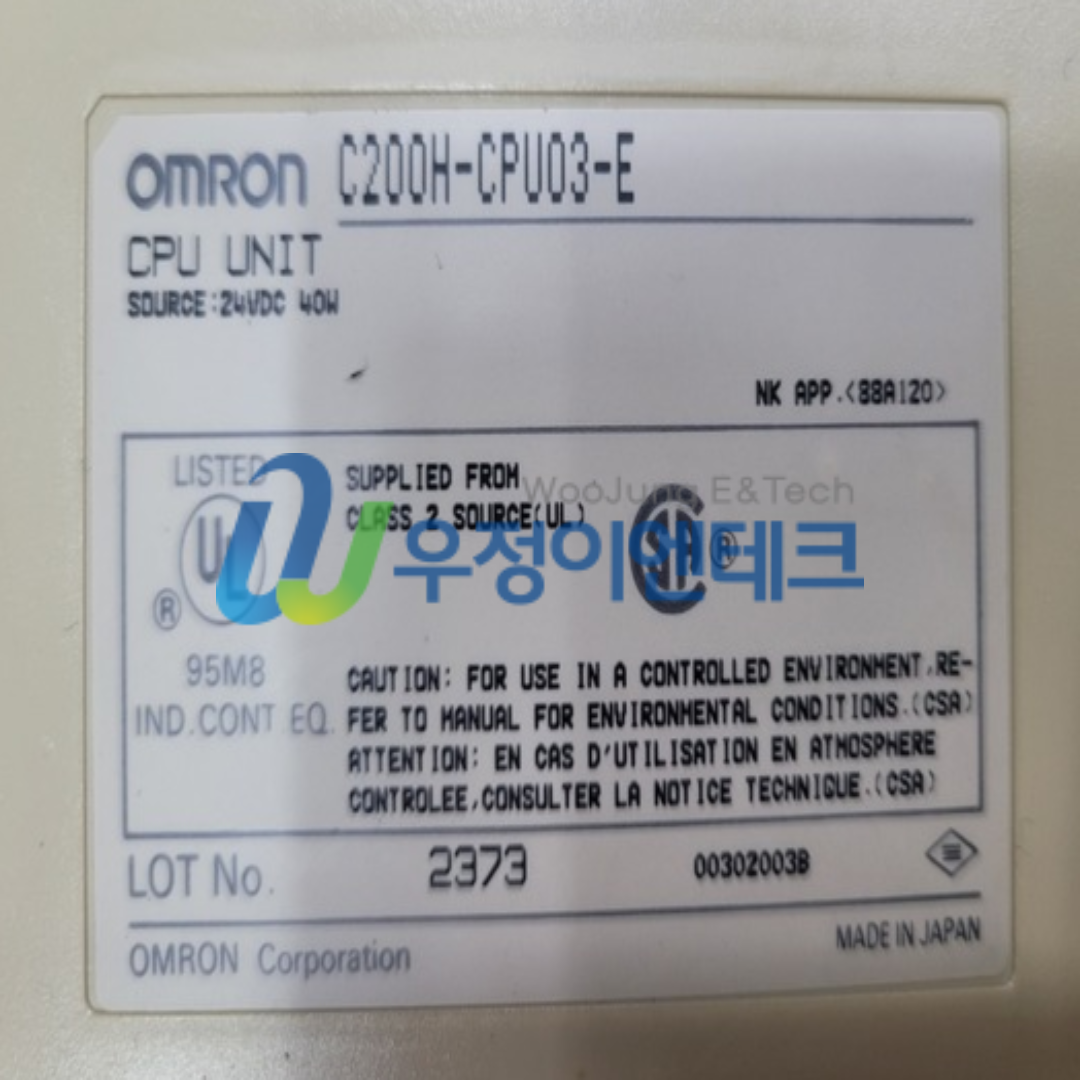 OMRON C200H-CPU03-E
CPU UNIT
SOURCE:24VDC 40W
NK APP.<88A120>
LISTED
UL
®
95M8
IND.CONT EQ.
SUPPLIED FROM
CLASS 2 SOURCE(UL)
WooJung E&Tech
우정이앤테크
SA ®
CAUTION: FOR USE IN A CONTROLLED ENVIRONMENT,RE-
FER TO MANUAL FOR ENVIRONMENTAL CONDITIONS.(CSA)
ATTENTION: EN CAS D'UTILISATION EN ATMOSPHERE
CONTROLEE,CONSULTER LA NOTICE TECHNIQUE.(CSA)
LOT No. 2373 00302003B
OMRON Corporation MADE IN JAPAN